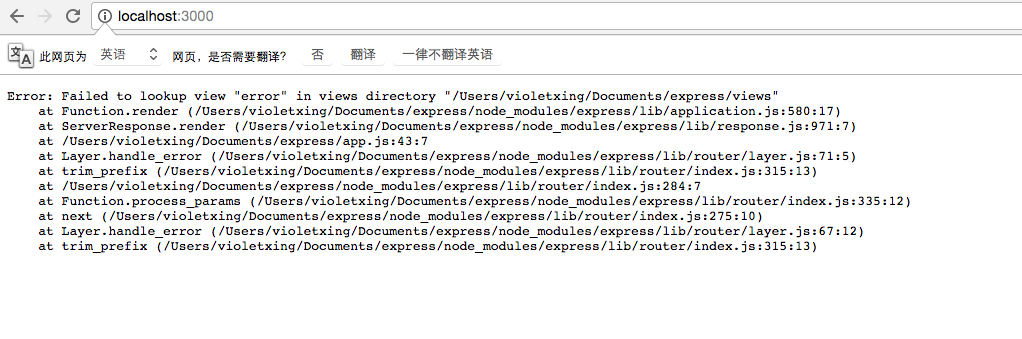 localhost:3000
此网页为 英语 网页，是否需要翻译? 否 翻译 一律不翻译英语
Error: Failed to lookup view "error" in views directory "/Users/violetxing/Documents/express/views"
at Function.render (/Users/violetxing/Documents/express/node_modules/express/lib/application.js:580:17)
at ServerResponse.render (/Users/violetxing/Documents/express/node_modules/express/lib/response.js:971:7)
at /Users/violetxing/Documents/express/app.js:43:7
at Layer.handle_error (/Users/violetxing/Documents/express/node_modules/express/lib/router/layer.js:71:5)
at trim_prefix (/Users/violetxing/Documents/express/node_modules/express/lib/router/index.js:315:13)
at /Users/violetxing/Documents/express/node_modules/express/lib/router/index.js:284:7
at Function.process_params (/Users/violetxing/Documents/express/node_modules/express/lib/router/index.js:335:12)
at next (/Users/violetxing/Documents/express/node_modules/express/lib/router/index.js:275:10)
at Layer.handle_error (/Users/violetxing/Documents/express/node_modules/express/lib/router/layer.js:67:12)
at trim_prefix (/Users/violetxing/Documents/express/node_modules/express/lib/router/index.js:315:13)